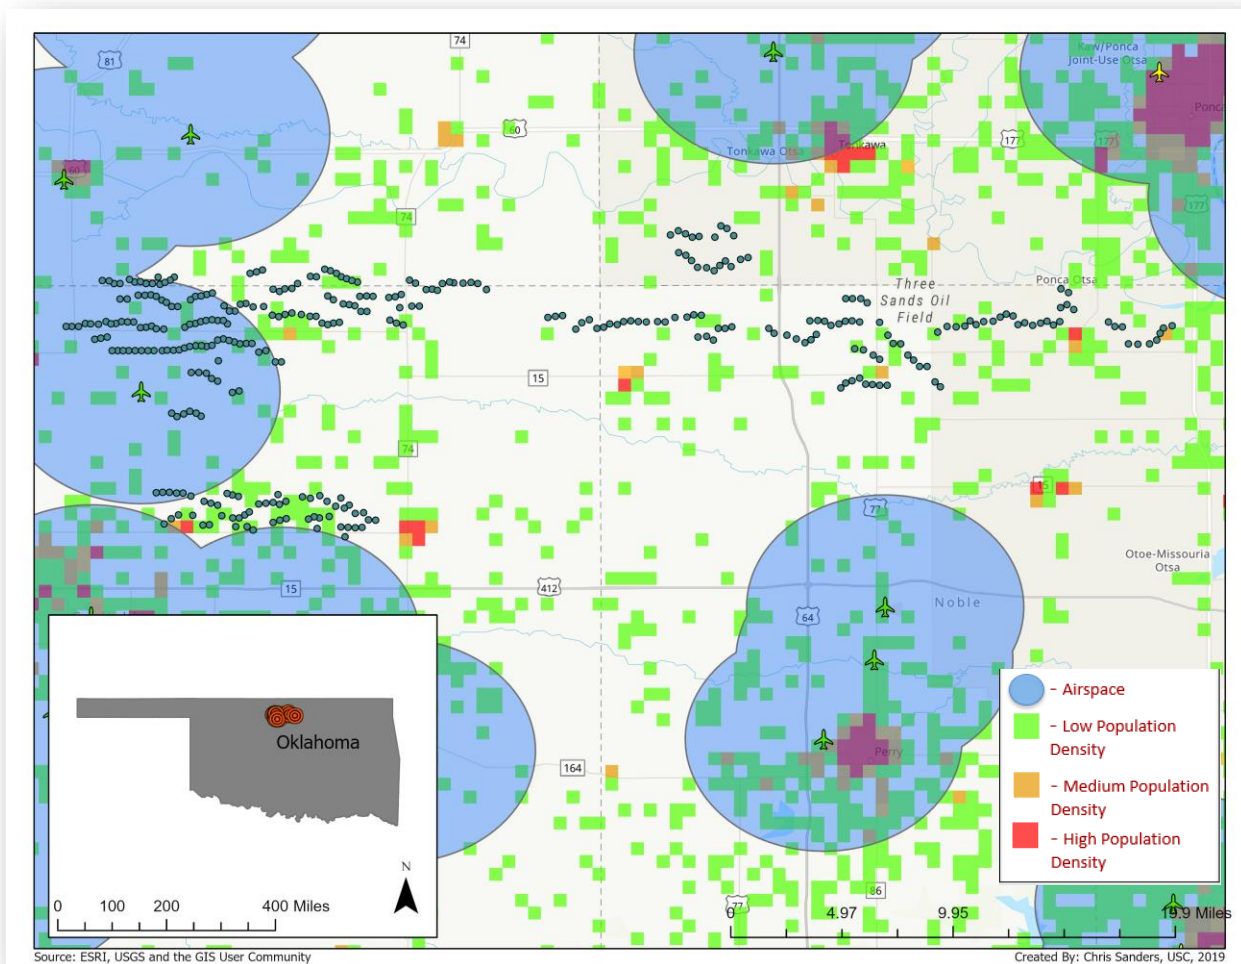 74
81
Kaw/Ponca
Joint-Use Otsa
Ponca
60
177
177
Tonkawa Otsa
Tonkawa
60
177
74
Three
Sands Oil
Field
Ponca Otsa
15
74
15
77
Otoe-Missouria
Otsa
15
412
Noble
64
Perry
164
86
77
Oklahoma
N
0 100 200 400 Miles
- Airspace
- Low Population
Density
- Medium Population
Density
- High Population
Density
0 4.97 9.95 19.9 Miles
Source: ESRI, USGS and the GIS User Community
Created By: Chris Sanders, USC, 2019